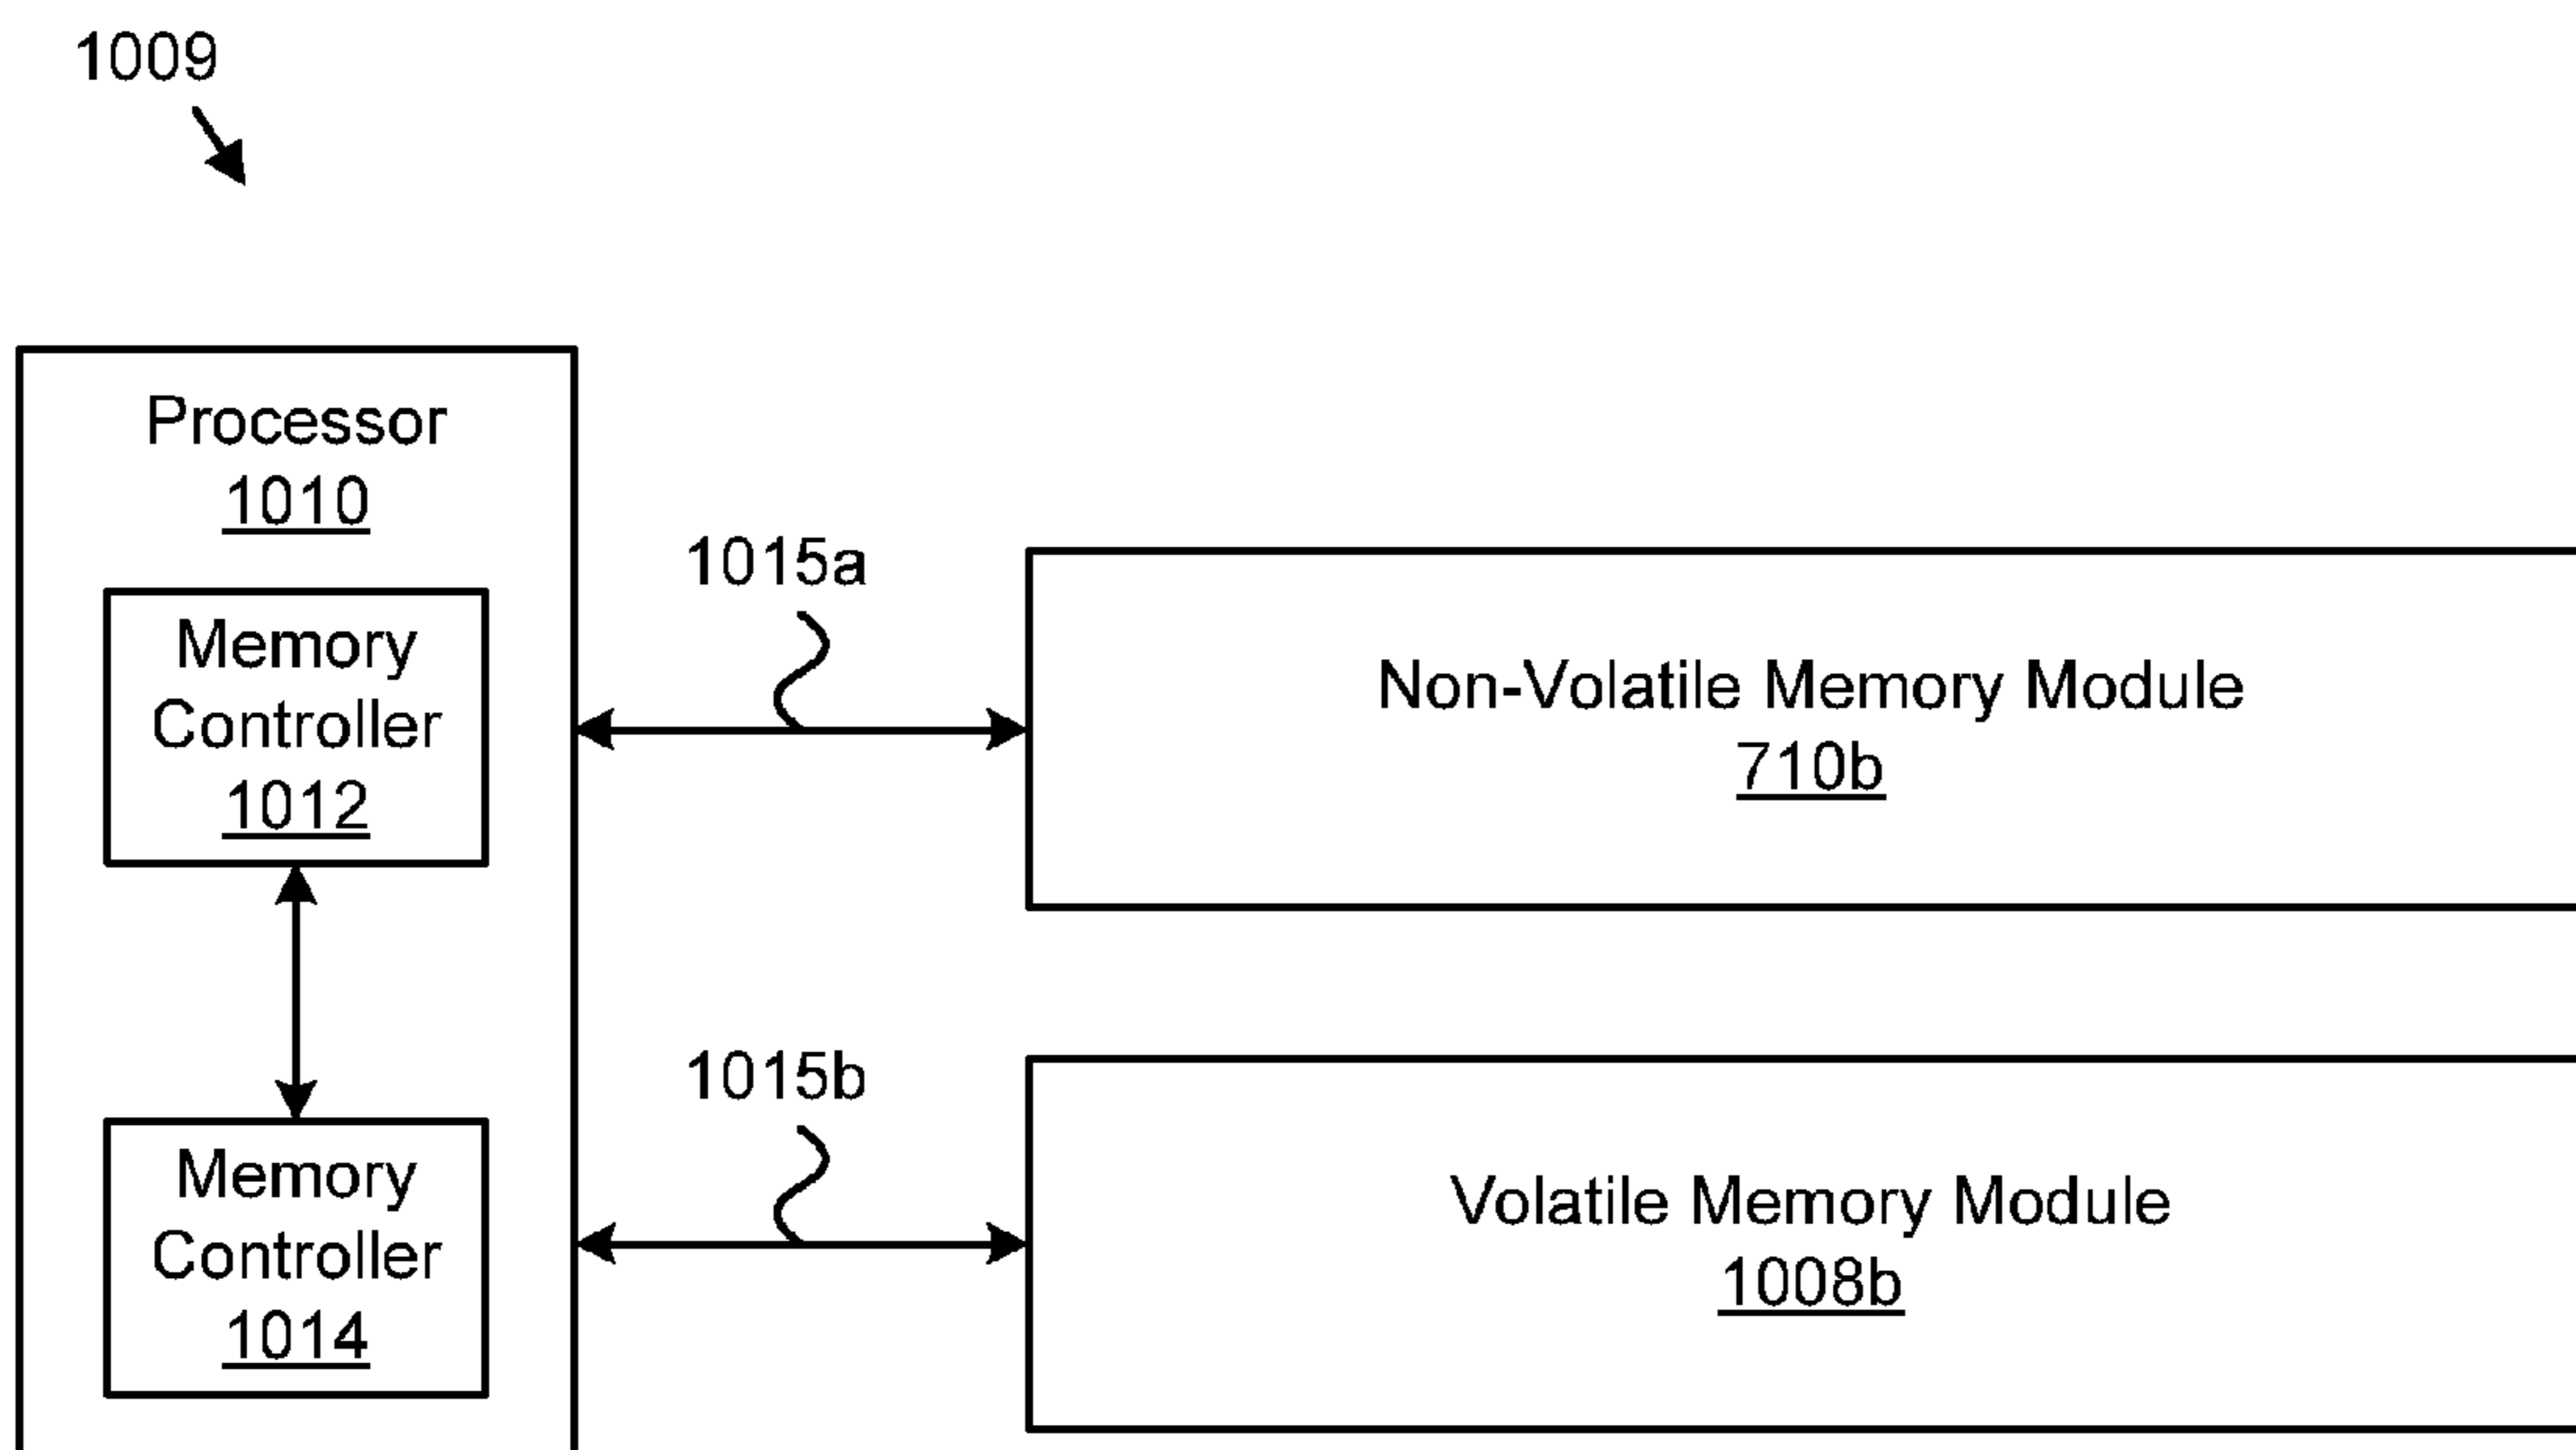 1009
Processor
1010
Memory
Controller
1012
1015a
Non-Volatile Memory Module
710b
1015b
Memory
Controller
1014
Volatile Memory Module
1008b